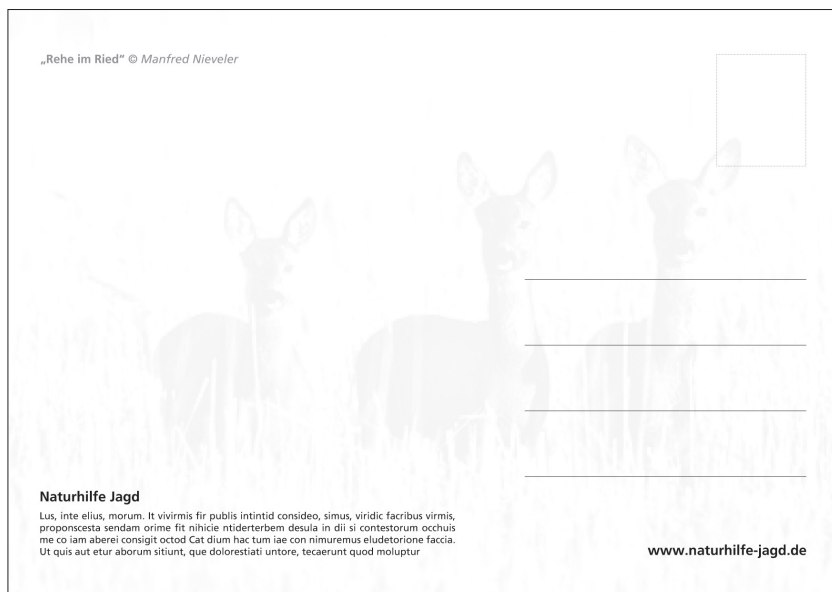 „Rehe im Ried“ © Manfred Nieveler
Naturhilfe Jagd
Lus, inte elius, morum. It vivirmis fir publis intintid consideo, simus, viridic facribus virmis,
proponscesta sendam orime fit nihicie ntiderterbem desula in dii si contestorum occhuis
me co iam aberei consigit octod Cat dium hac tum iae con nimuremus eludetorione faccia.
Ut quis aut etur aborum sitiunt, que dolorestiati untore, tecaerunt quod moluptur
www.naturhilfe-jagd.de